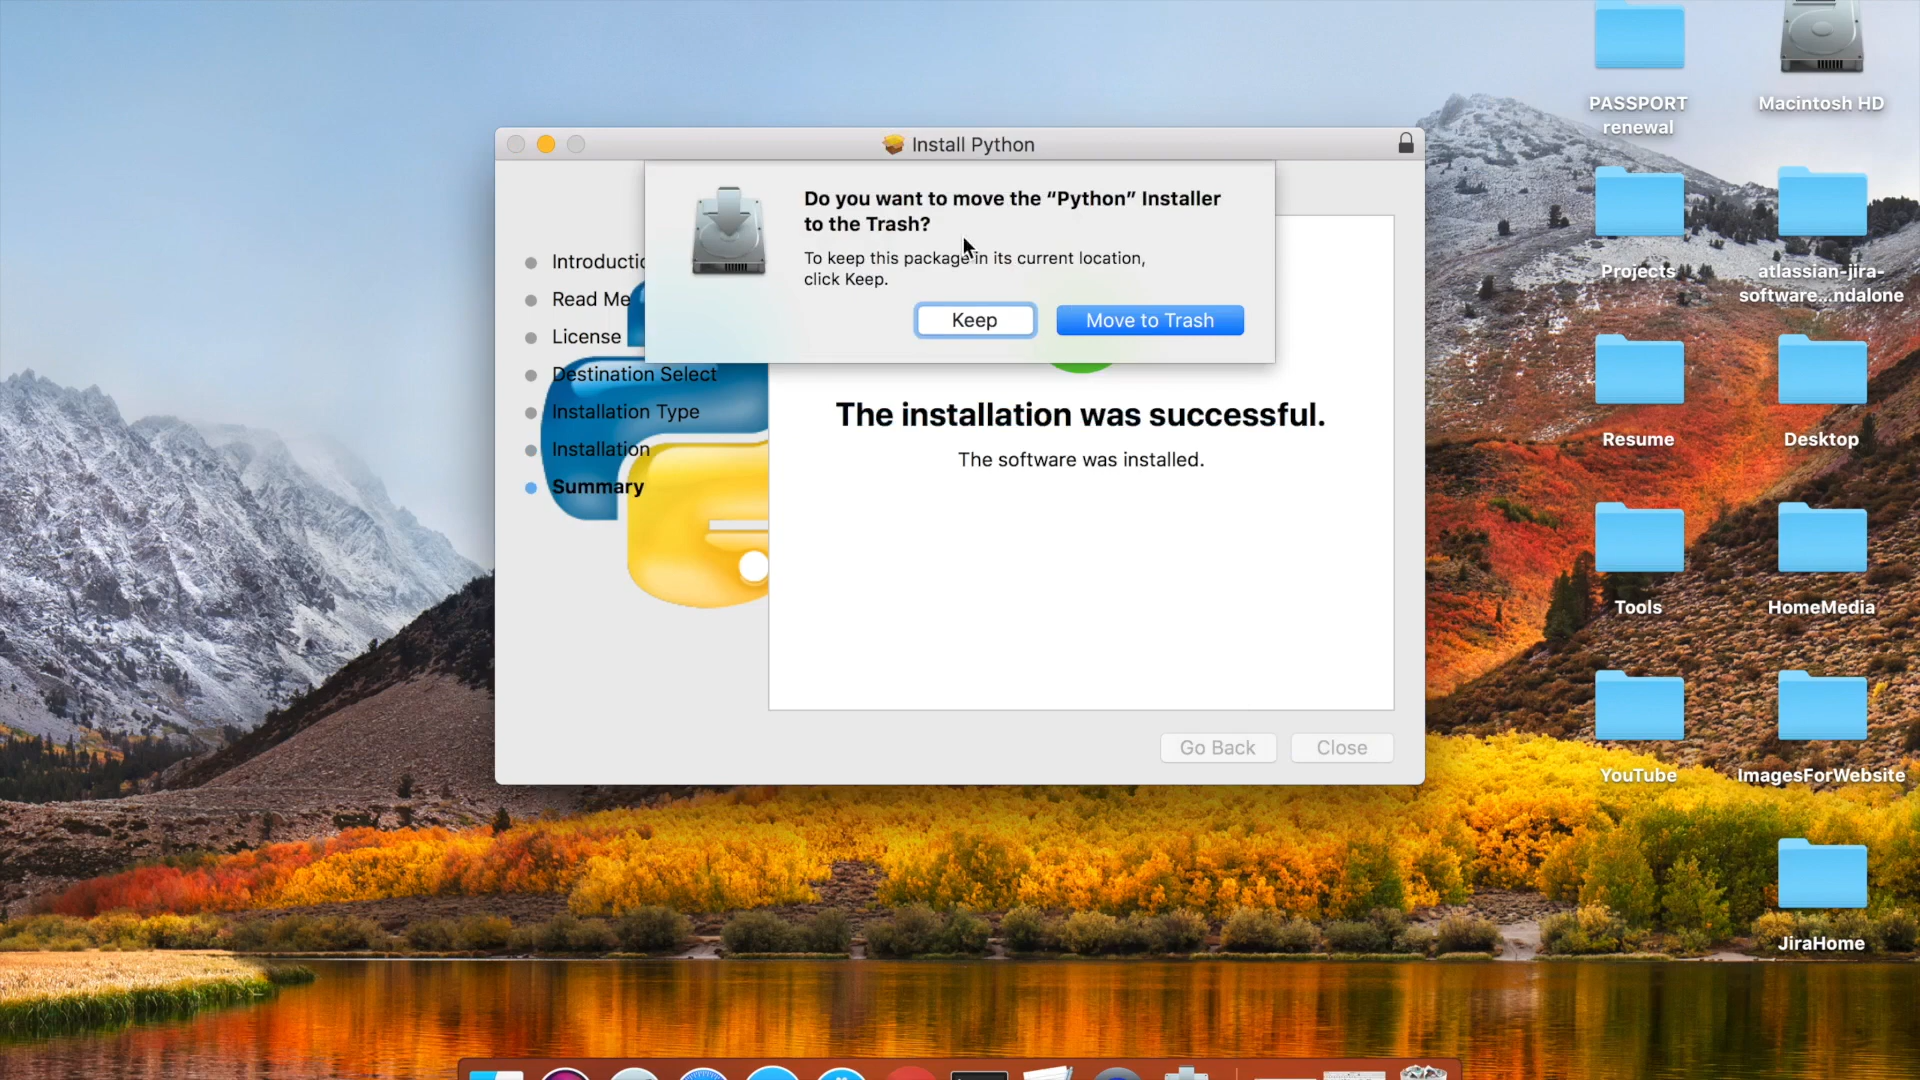 Install Python
Do you want to move the “Python” Installer
to the Trash?
To keep this package in its current location,
click Keep.
Keep
Move to Trash
Introductio
Read Me
License
Destination Select
Installation Type
Installation
Summary
The installation was successful.
The software was installed.
Go Back
Close
PASSPORT
renewal
Macintosh HD
Projects
atlassian-jira-
software...ndalone
Resume
Desktop
Tools
HomeMedia
YouTube
ImagesForWebsite
JiraHome